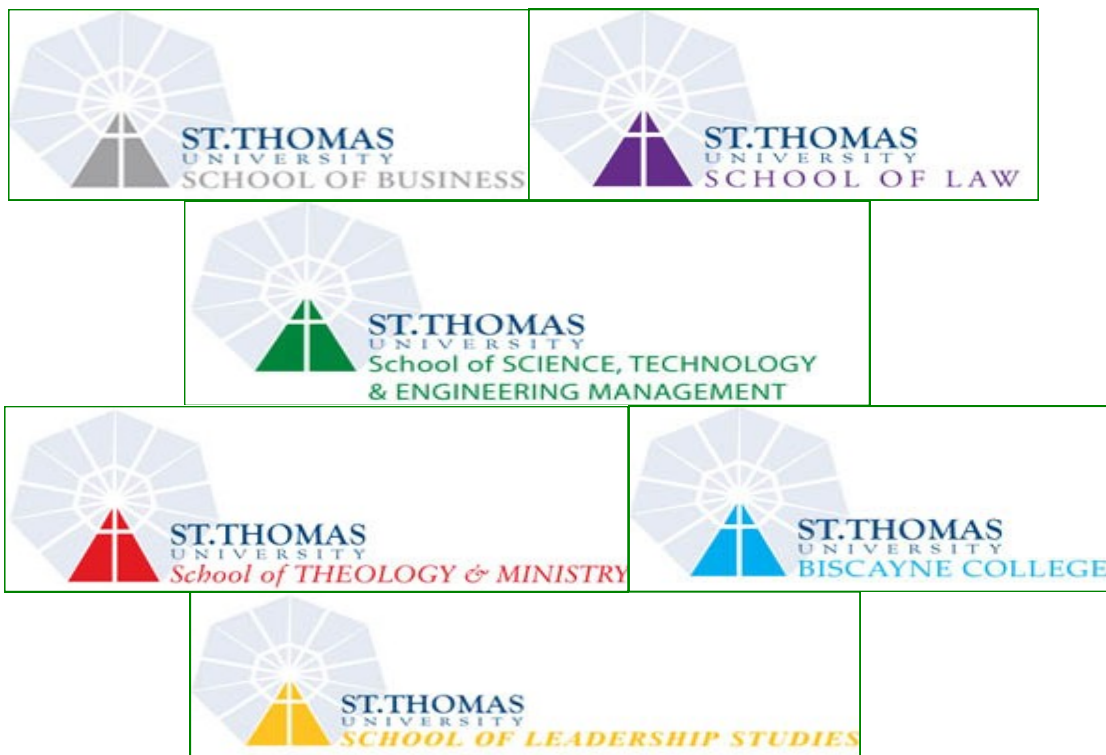 ST.THOMAS
UNIVERSITY
SCHOOL OF BUSINESS
ST.THOMAS
UNIVERSITY
SCHOOL OF LAW
ST.THOMAS
UNIVERSITY
School of SCIENCE, TECHNOLOGY
& ENGINEERING MANAGEMENT
ST.THOMAS
UNIVERSITY
School of THEOLOGY & MINISTRY
ST.THOMAS
UNIVERSITY
BISCAYNE COLLEGE
ST.THOMAS
UNIVERSITY
SCHOOL OF LEADERSHIP STUDIES